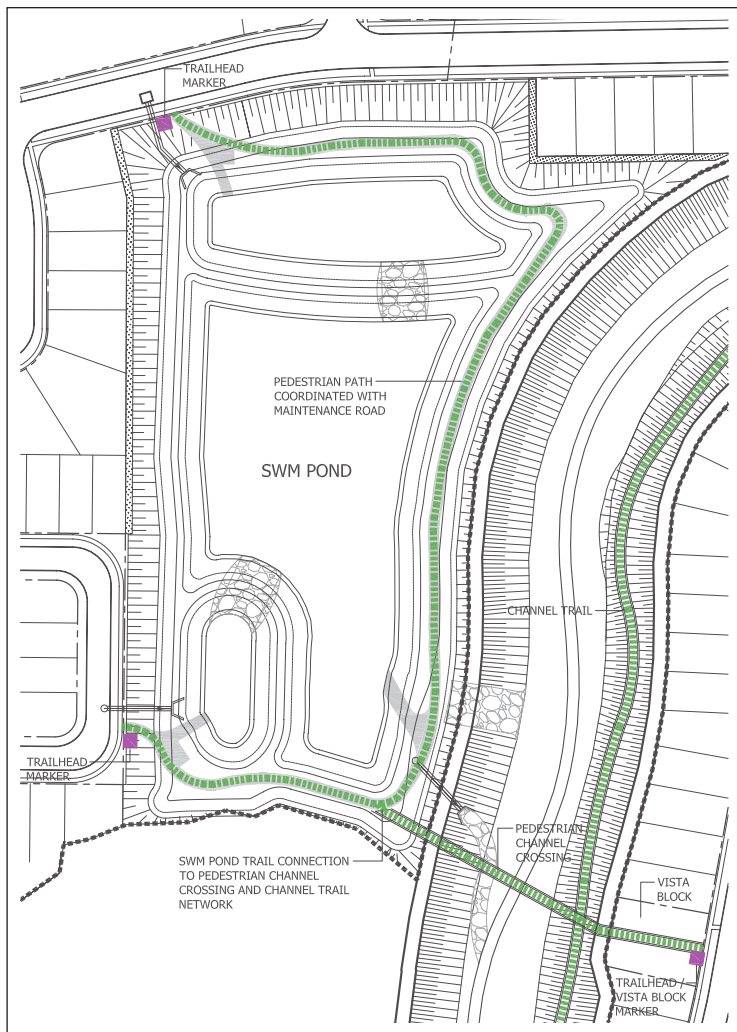 TRAILHEAD
MARKER
PEDESTRIAN PATH
COORDINATED WITH
MAINTENANCE ROAD
SWM POND
CHANNEL TRAIL
TRAILHEAD
MARKER
PEDESTRIAN
CHANNEL
CROSSING
SWM POND TRAIL CONNECTION
TO PEDESTRIAN CHANNEL
CROSSING AND CHANNEL TRAIL
NETWORK
VISTA
BLOCK
TRAILHEAD /
VISTA BLOCK
MARKER